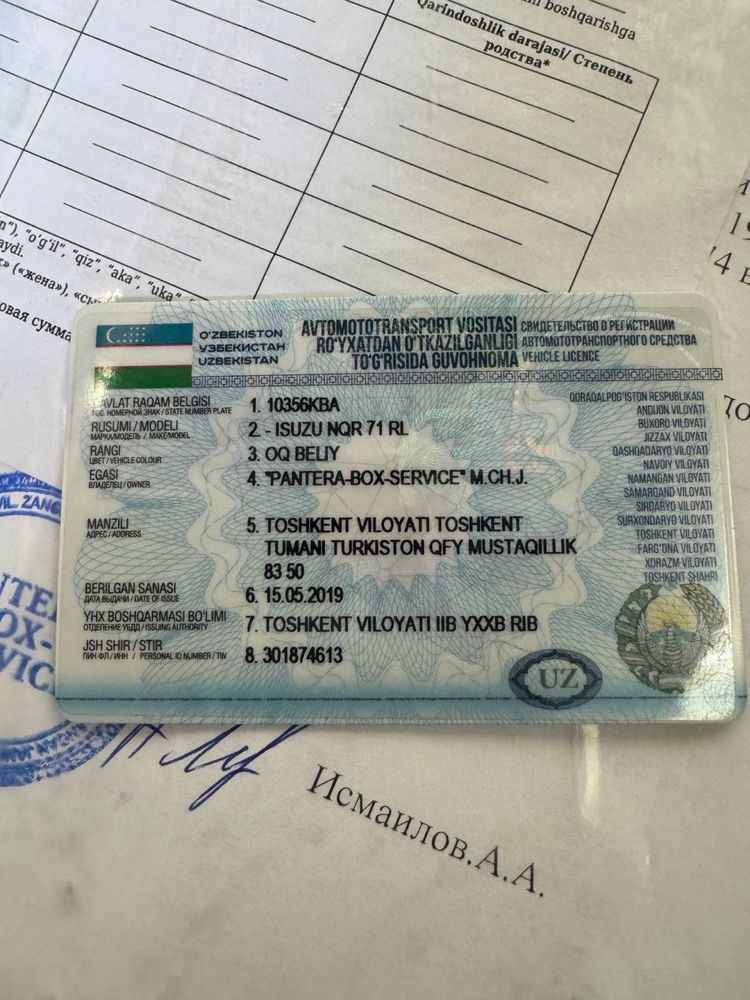 boshqarishga
Qarindoshlik darajasi/ Степень
родства*
"o'g'il", "qiz", "aka", "uka"
aydi.
(«жена»),
овая сумма
O'ZBEKISTON
УЗБЕКИСТАН
UZBEKISTAN
AVTOMOTOTRANSPORT VOSITASI
RO'YXATDAN O'TKAZILGANLIGI
TO'G'RISIDA GUVOHNOMA
СВИДЕТЕЛЬСТВО О РЕГИСТРАЦИИ
АВТОМОТОТРАНСПОРТНОГО СРЕДСТВА
VEHICLE LICENCE
DAVLAT RAQAM BELGISI
ГОС. НОМЕРНОЙ ЗНАК / STATE NUMBER PLATE
1. 10356KBA
RUSUMI / MODELI
МАРКА/МОДЕЛЬ / MAKE/MODEL
2. - ISUZU NQR 71 RL
RANGI
ЦВЕТ / VEHICLE COLOUR
3. OQ BELIY
EGASI
ВЛАДЕЛЕЦ / OWNER
4. "PANTERA-BOX-SERVICE" M.CH.J.
MANZILI
АДРЕС / ADDRESS
5. TOSHKENT VILOYATI TOSHKENT
TUMANI TURKISTON QFY MUSTAQILLIK
83 50
BERILGAN SANASI
ДАТА ВЫДАЧИ / DATE OF ISSUE
6. 15.05.2019
YHX BOSHQARMASI BO'LIMI
ОТДЕЛЕНИЕ УБДД / ISSUING AUTHORITY
7. TOSHKENT VILOYATI IIB YXXB RIB
JSH SHIR / STIR
ПИН ФЛ / ИНН / PERSONAL ID NUMBER / TIN
8. 301874613
QORAQALPOG'ISTON RESPUBLIKASI
ANDIJON VILOYATI
BUXORO VILOYATI
JIZZAX VILOYATI
QASHQADARYO VILOYATI
NAVOIY VILOYATI
NAMANGAN VILOYATI
SAMARQAND VILOYATI
SIRDARYO VILOYATI
SURXONDARYO VILOYATI
TOSHKENT VILOYATI
FARG'ONA VILOYATI
XORAZM VILOYATI
TOSHKENT SHAHRI
UZ
Исмаилов.А.А.